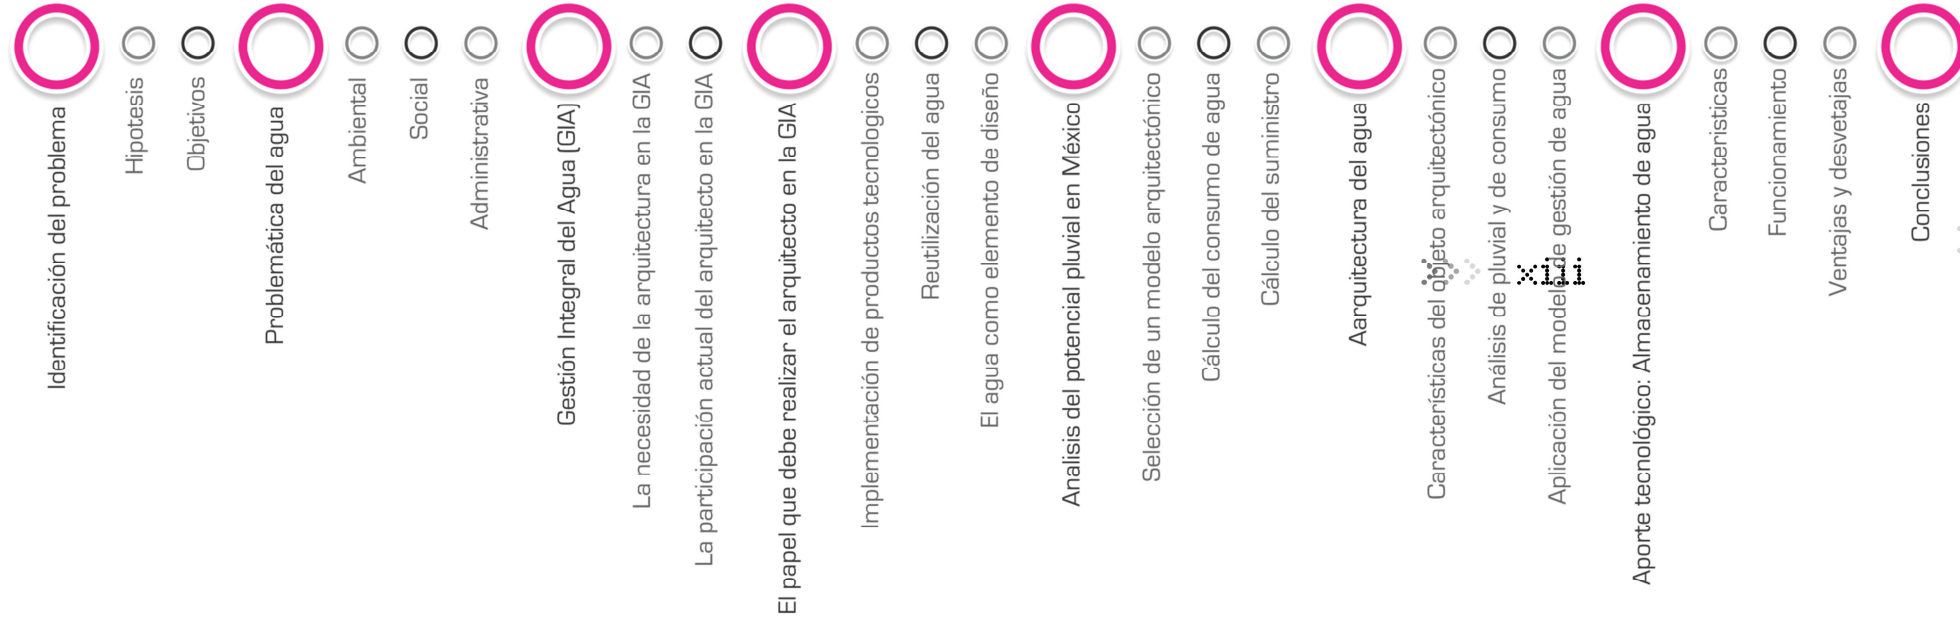 Identificación del problema
Hipotesis
Objetivos
Problemática del agua
Ambiental
Social
Administrativa
Gestión Integral del Agua (GIA)
La necesidad de la arquitectura en la GIA
La participación actual del arquitecto en la GIA
El papel que debe realizar el arquitecto en la GIA
Implementación de productos tecnologicos
Reutilización del agua
El agua como elemento de diseño
Analisis del potencial pluvial en México
Selección de un modelo arquitectónico
Cálculo del consumo de agua
Cálculo del suministro
Aarquitectura del agua
Características del objeto arquitectónico
Análisis de pluvial y de consumo
Aplicación del modelo de gestión de agua
xiii
Aporte tecnológico: Almacenamiento de agua
Caracteristicas
Funcionamiento
Ventajas y desvetajas
Conclusiones